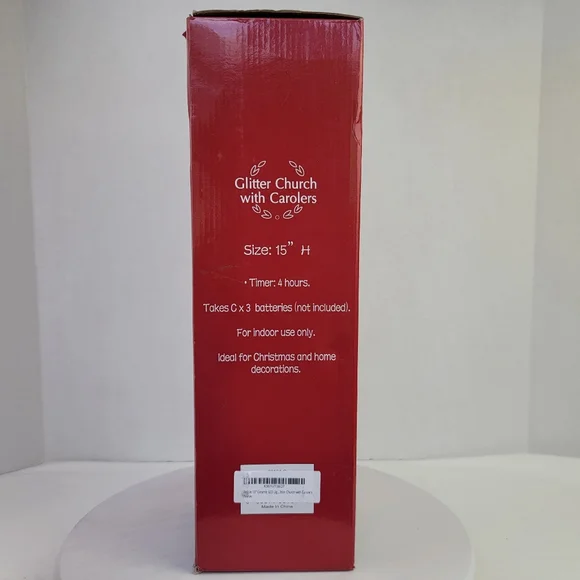 Glitter Church
with Carolers
Size: 15” H
• Timer: 4 hours.
Takes C x 3 batteries (not included).
For indoor use only.
Ideal for Christmas and home
decorations.
Made in China